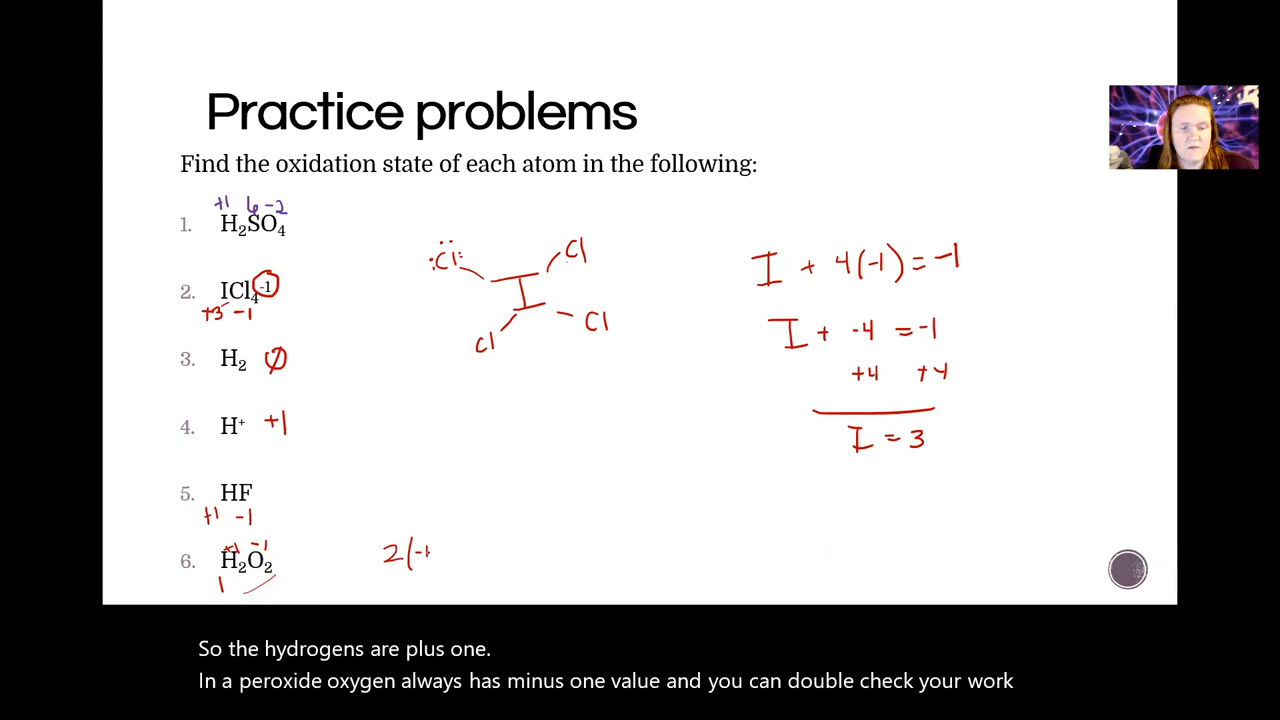 Practice problems
Find the oxidation state of each atom in the following:
+1 6 -2
1. H₂SO₄
2. ICl₄⁻¹
+3 -1
3. H₂ 0
4. H⁺ +1
5. HF
+1 -1
+1 -1
6. H₂O₂
1
:Cl: Cl
I
Cl Cl
I + 4(-1) = -1
I + -4 = -1
+4 +4
I = 3
2(-1
So the hydrogens are plus one.
In a peroxide oxygen always has minus one value and you can double check your work